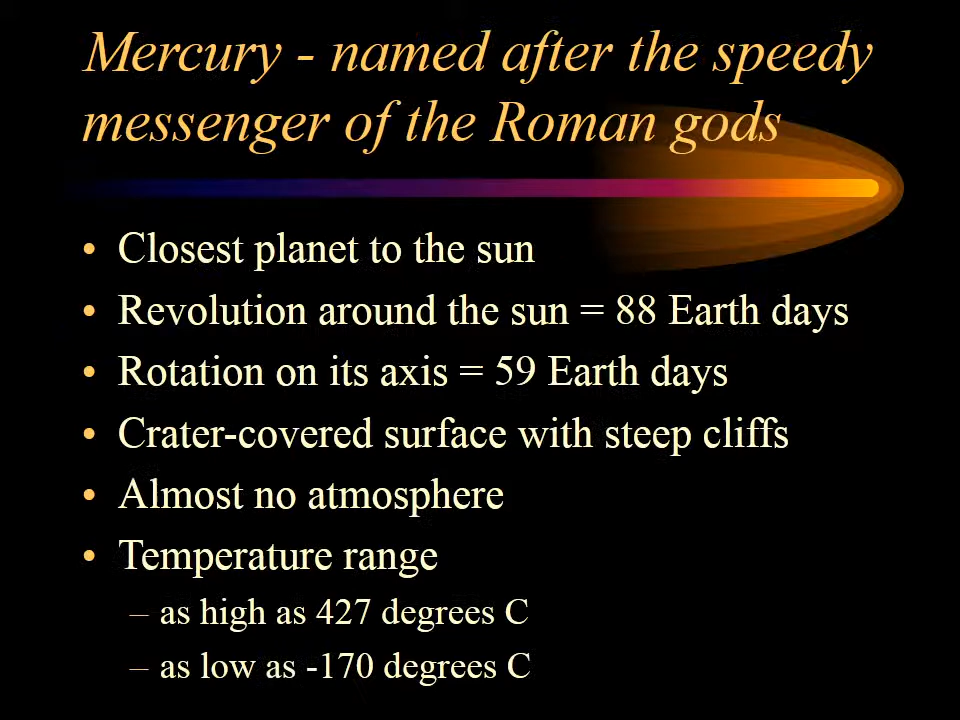 Mercury - named after the speedy
messenger of the Roman gods
• Closest planet to the sun
• Revolution around the sun = 88 Earth days
• Rotation on its axis = 59 Earth days
• Crater-covered surface with steep cliffs
• Almost no atmosphere
• Temperature range
– as high as 427 degrees C
– as low as -170 degrees C